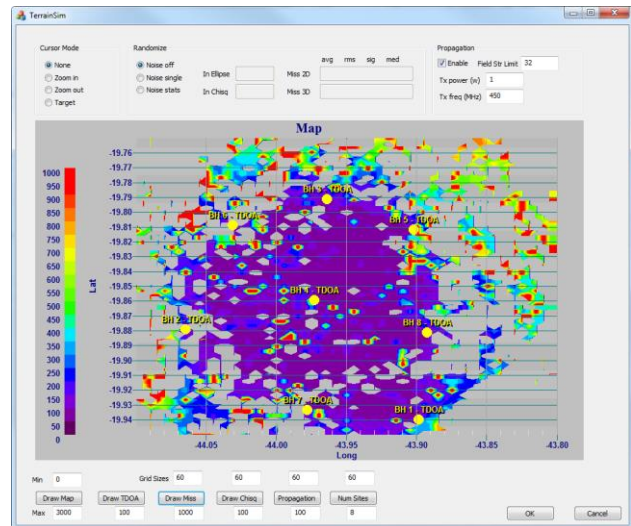 TerrainSim
Cursor Mode
None
Zoom in
Zoom out
Target
Randomize
Noise off
Noise single
Noise stats
In Ellipse
In Chisq
avg rms sig med
Miss 2D
Miss 3D
Propagation
Enable Field Str Limit 32
Tx power (w) 1
Tx freq (MHz) 450
Map
1000
950
900
850
800
750
700
650
600
550
500
450
400
350
300
250
200
150
100
50
0
Lat
-19.76
-19.77
-19.78
-19.79
-19.80
-19.81
-19.82
-19.83
-19.84
-19.85
-19.86
-19.87
-19.88
-19.89
-19.90
-19.91
-19.92
-19.93
-19.94
BH 3 - TDOA
BH 6 - TDOA
BH 5 - TDOA
BH 4 - TDOA
BH 2 - TDOA
BH 8 - TDOA
BH 7 - TDOA
BH 1 - TDOA
-44.05 -44.00 -43.95 -43.90 -43.85 -43.80
Long
Min 0 Grid Sizes 60 60 60 60
Draw Map Draw TDOA Draw Miss Draw Chisq Propagation Num Sites
Max 3000 100 1000 100 100 8
OK Cancel